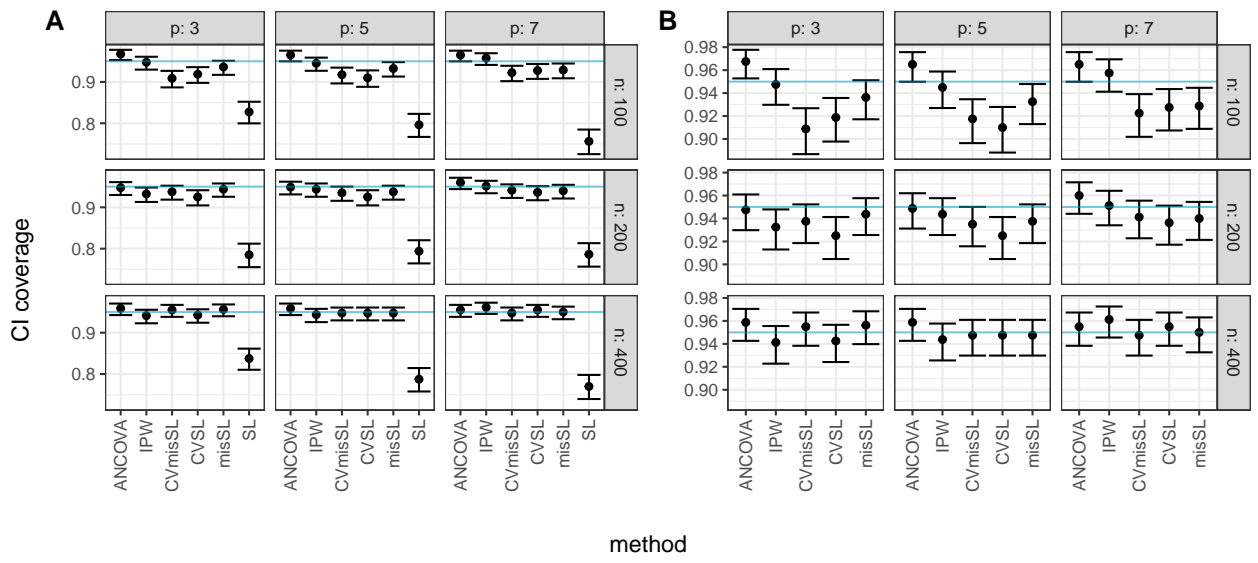 A
p: 3
p: 5
p: 7
0.9
0.8
n: 100
0.9
0.8
n: 200
0.9
0.8
n: 400
ANCOVA
IPW
CVmisSL
CVSL
misSL
SL
ANCOVA
IPW
CVmisSL
CVSL
misSL
SL
ANCOVA
IPW
CVmisSL
CVSL
misSL
SL
CI coverage
B
p: 3
p: 5
p: 7
0.98
0.96
0.94
0.92
0.90
n: 100
0.98
0.96
0.94
0.92
0.90
n: 200
0.98
0.96
0.94
0.92
0.90
n: 400
ANCOVA
IPW
CVmisSL
CVSL
misSL
ANCOVA
IPW
CVmisSL
CVSL
misSL
ANCOVA
IPW
CVmisSL
CVSL
misSL
method